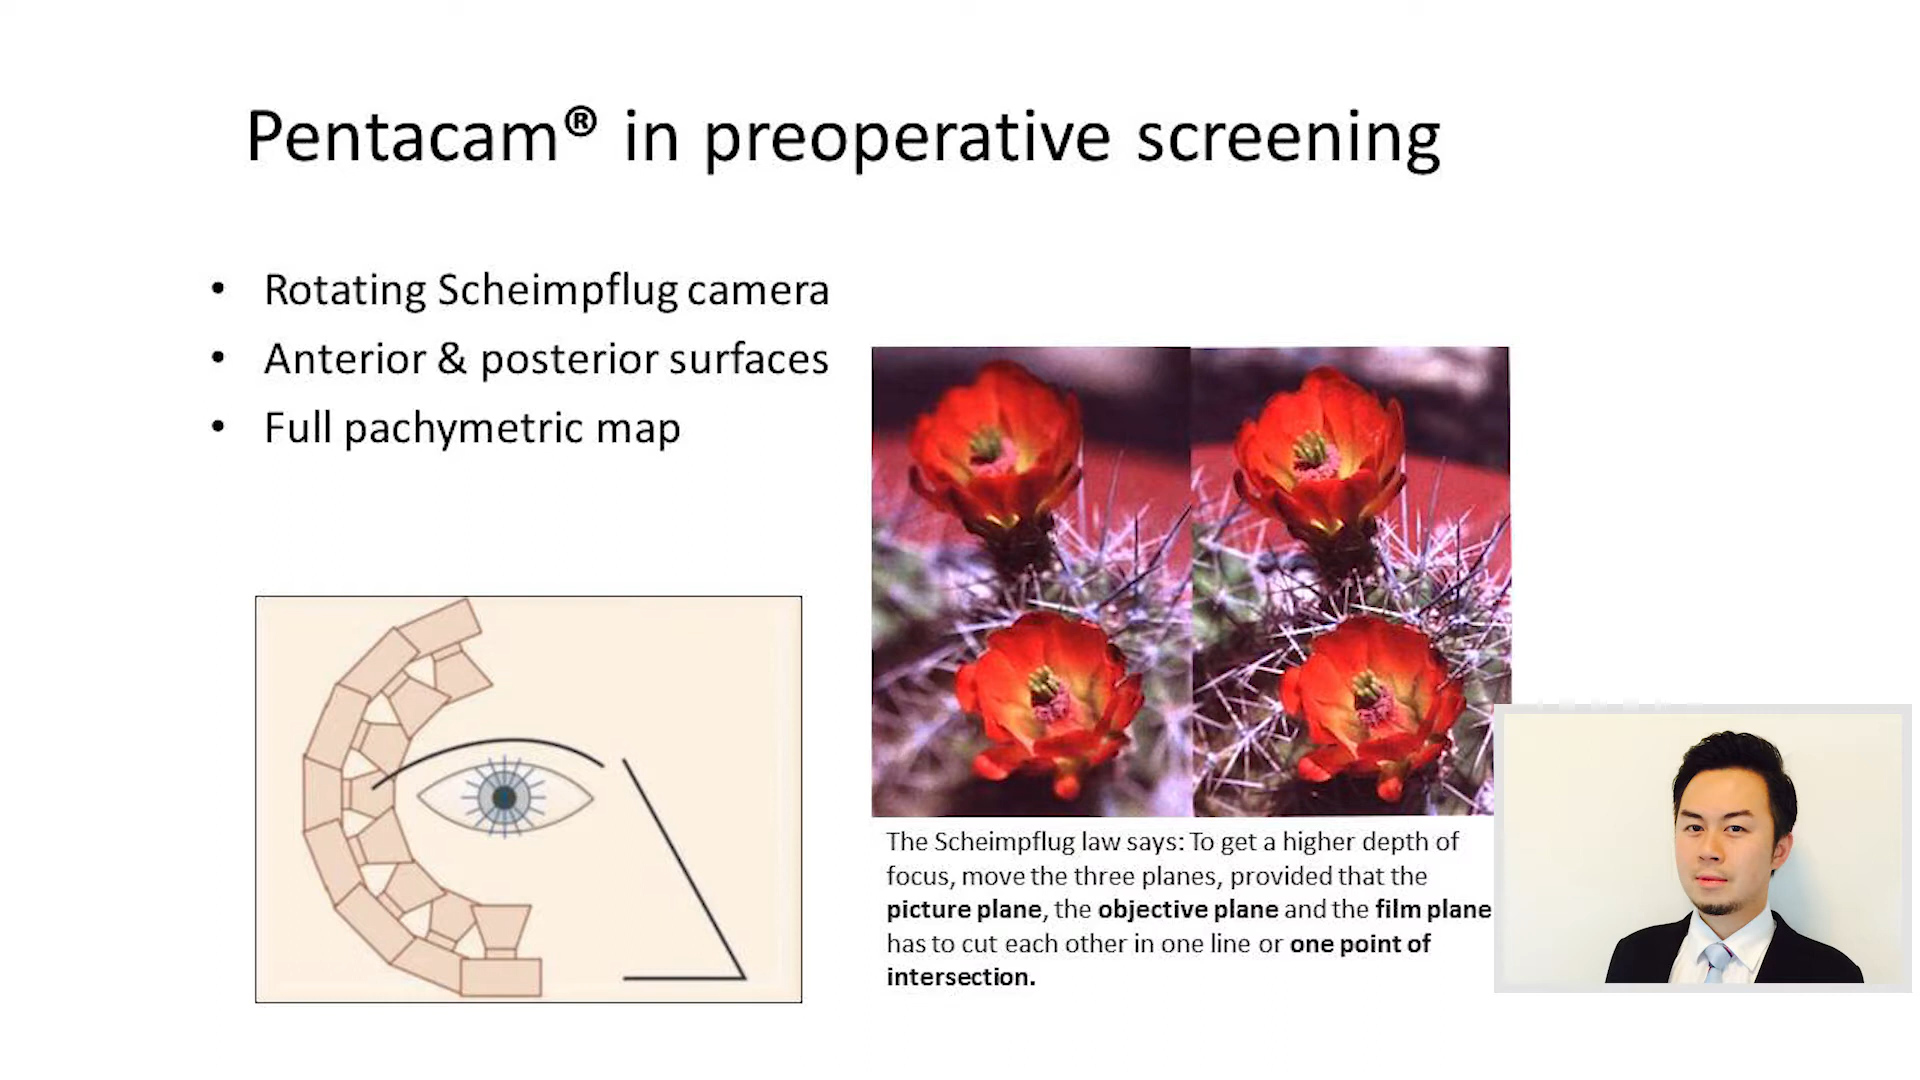 Pentacam® in preoperative screening
• Rotating Scheimpflug camera
• Anterior & posterior surfaces
• Full pachymetric map
The Scheimpflug law says: To get a higher depth of
focus, move the three planes, provided that the
picture plane, the objective plane and the film plane
has to cut each other in one line or one point of
intersection.